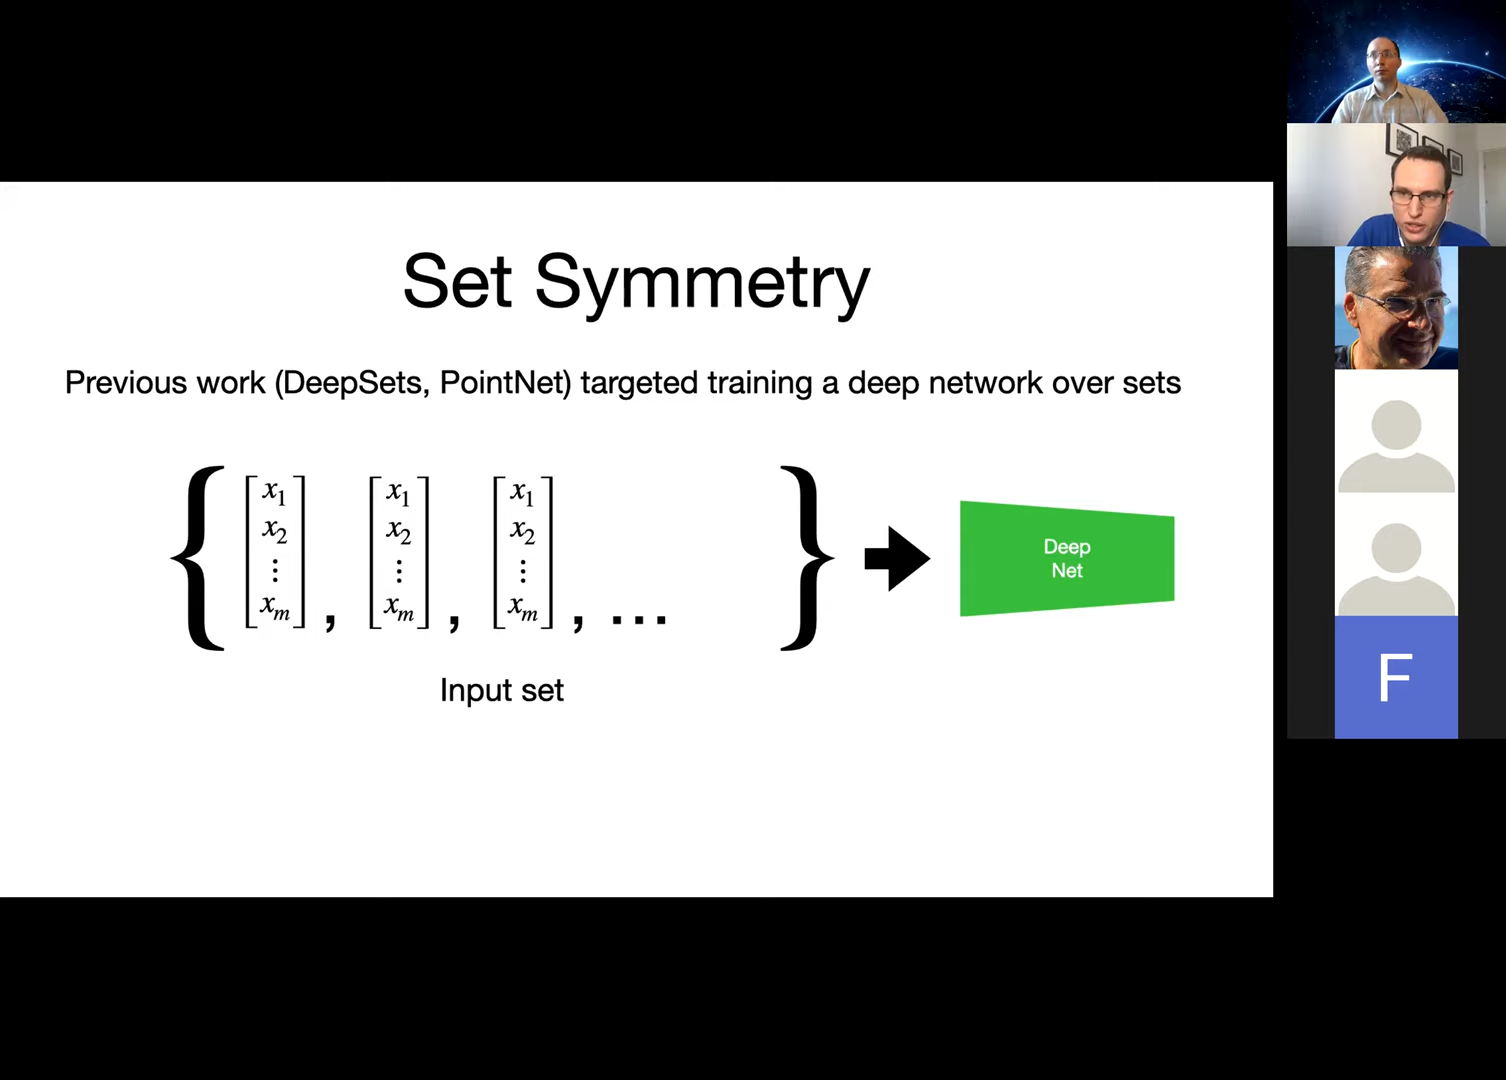 Set Symmetry
Previous work (DeepSets, PointNet) targeted training a deep network over sets
{ [x₁ x₂ ⋮ xₘ], [x₁ x₂ ⋮ xₘ], [x₁ x₂ ⋮ xₘ], ... }
Deep
Net
Input set
F